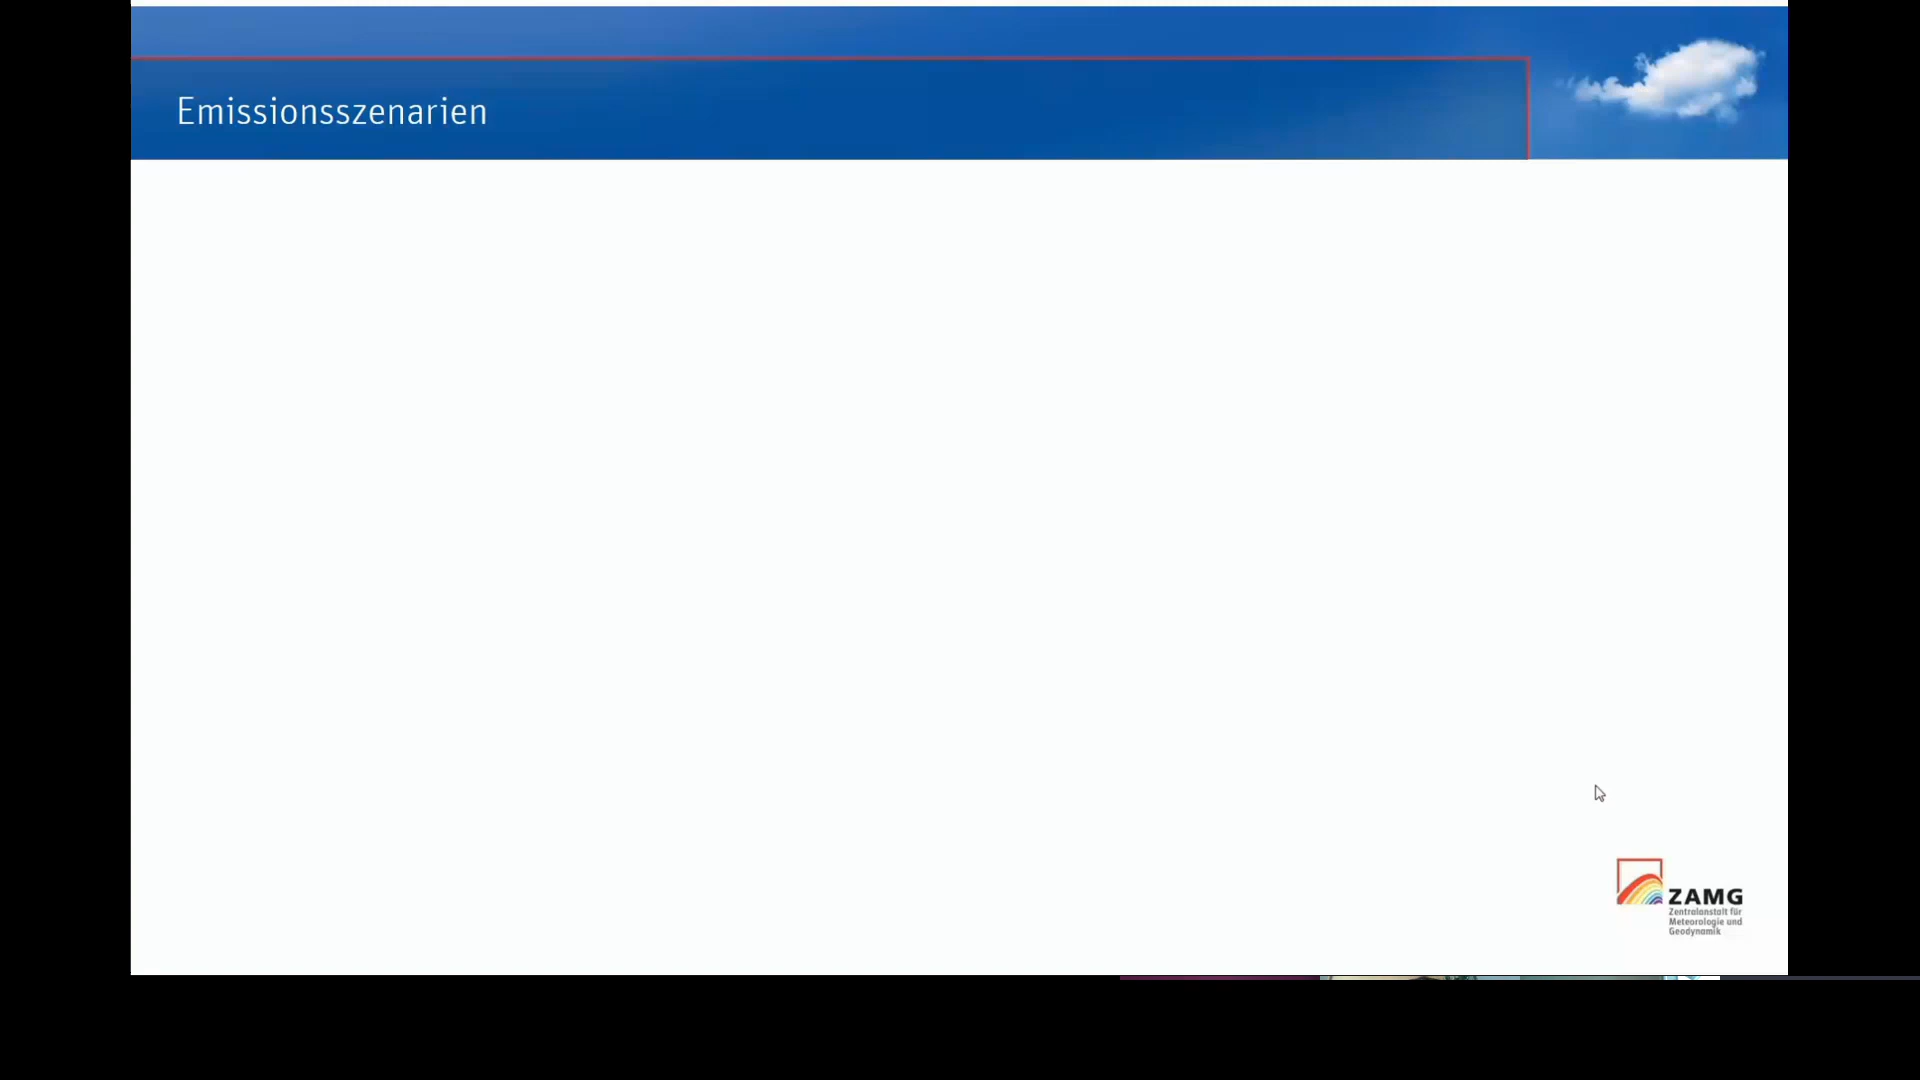 Emissionsszenarien
ZAMG
Zentralanstalt für
Meteorologie und
Geodynamik